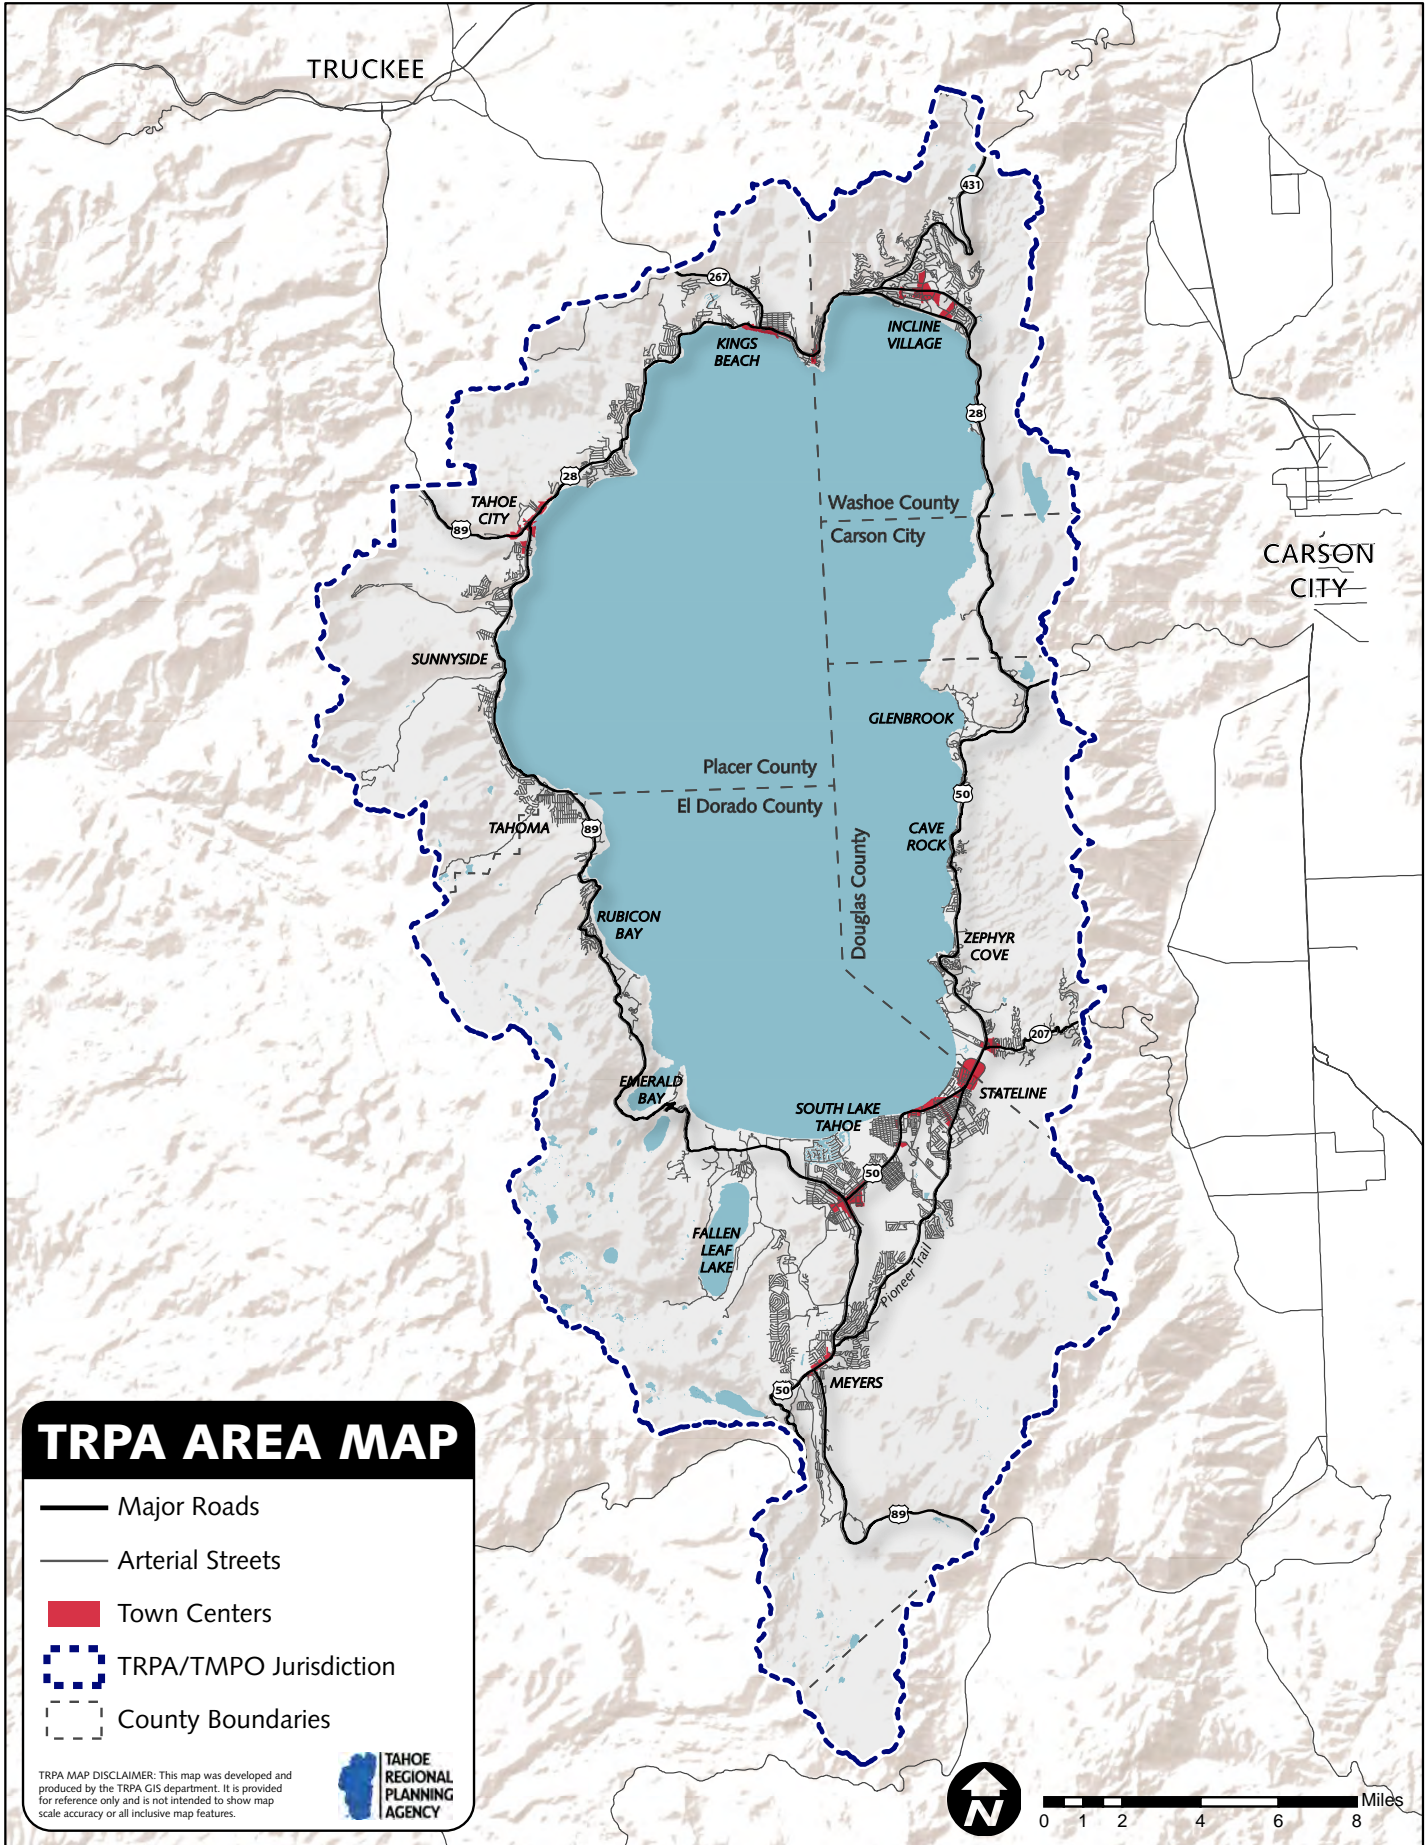 TRUCKEE
431
267
KINGS
BEACH
INCLINE
VILLAGE
28
28
TAHOE
CITY
89
Washoe County
Carson City
CARSON
CITY
SUNNYSIDE
GLENBROOK
Placer County
El Dorado County
50
TAHOMA
89
CAVE
ROCK
Douglas County
RUBICON
BAY
ZEPHYR
COVE
207
EMERALD
BAY
STATELINE
SOUTH LAKE
TAHOE
50
FALLEN
LEAF
LAKE
Pioneer Trail
MEYERS
50
89
TRPA AREA MAP
Major Roads
Arterial Streets
Town Centers
TRPA/TMPO Jurisdiction
County Boundaries
TRPA MAP DISCLAIMER: This map was developed and
produced by the TRPA GIS department. It is provided
for reference only and is not intended to show map
scale accuracy or all inclusive map features.
TAHOE
REGIONAL
PLANNING
AGENCY
N
Miles
0 1 2 4 6 8